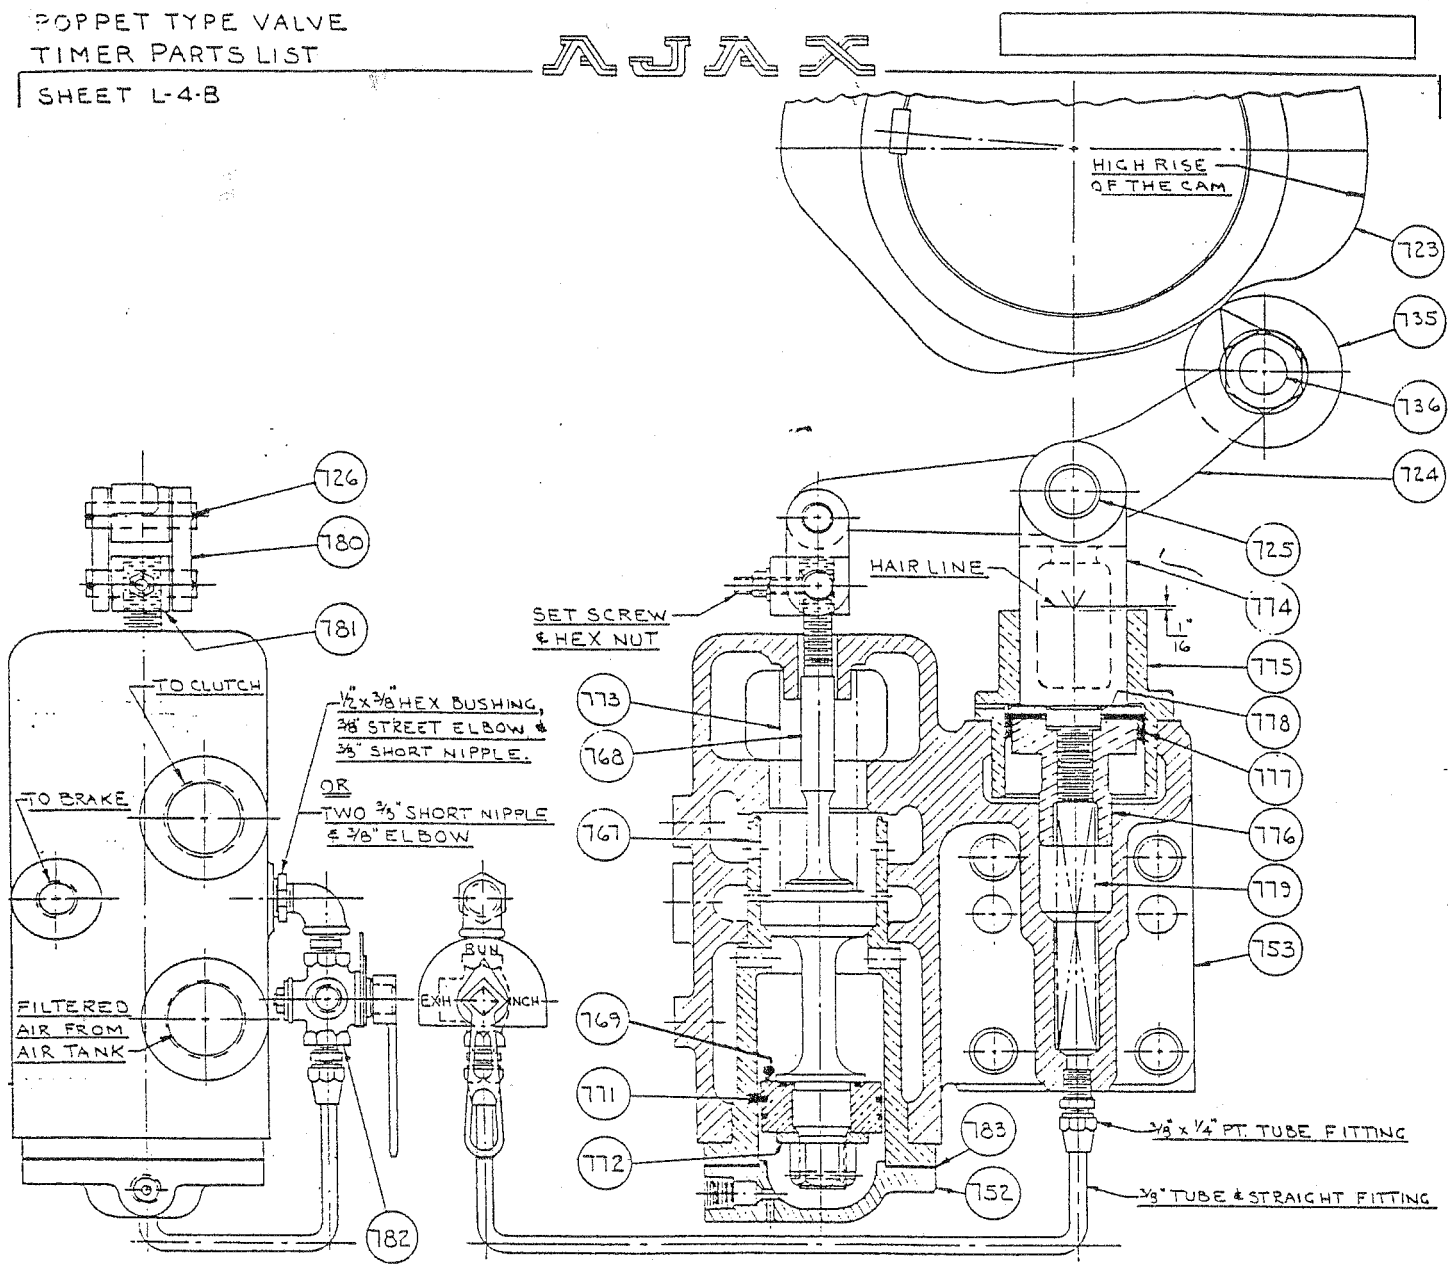 POPPET TYPE VALVE
TIMER PARTS LIST
AJAX
SHEET L-4-B
HIGH RISE
OF THE CAM
723
735
736
724
726
780
781
725
HAIR LINE
774
1"
16
SET SCREW
& HEX NUT
775
TO CLUTCH
1/2" x 3/8" HEX BUSHING,
3/8" STREET ELBOW &
3/8" SHORT NIPPLE.
OR
TWO 3/8" SHORT NIPPLE
& 3/8" ELBOW
773
768
778
777
TO BRAKE
767
776
779
753
RUN
EXH
INCH
FILTERED
AIR FROM
AIR TANK
769
771
772
783
752
3/8 x 1/4" PT. TUBE FITTING
3/8" TUBE & STRAIGHT FITTING
782